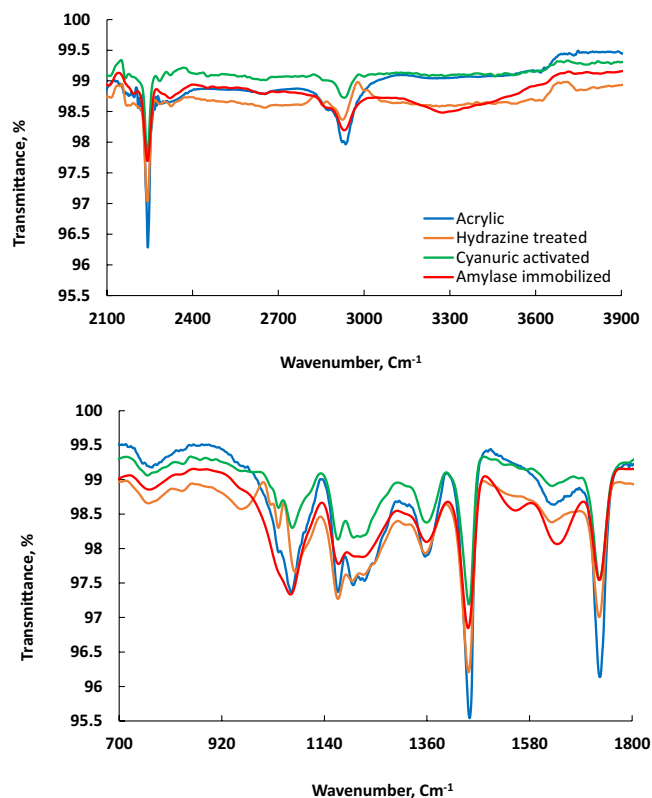 100
99.5
99
98.5
98
97.5
97
96.5
96
95.5
Transmittance, %
Acrylic
Hydrazine treated
Cyanuric activated
Amylase immobilized
2100 2400 2700 3000 3300 3600 3900
Wavenumber, Cm⁻¹
100
99.5
99
98.5
98
97.5
97
96.5
96
95.5
Transmittance, %
700 920 1140 1360 1580 1800
Wavenumber, Cm⁻¹